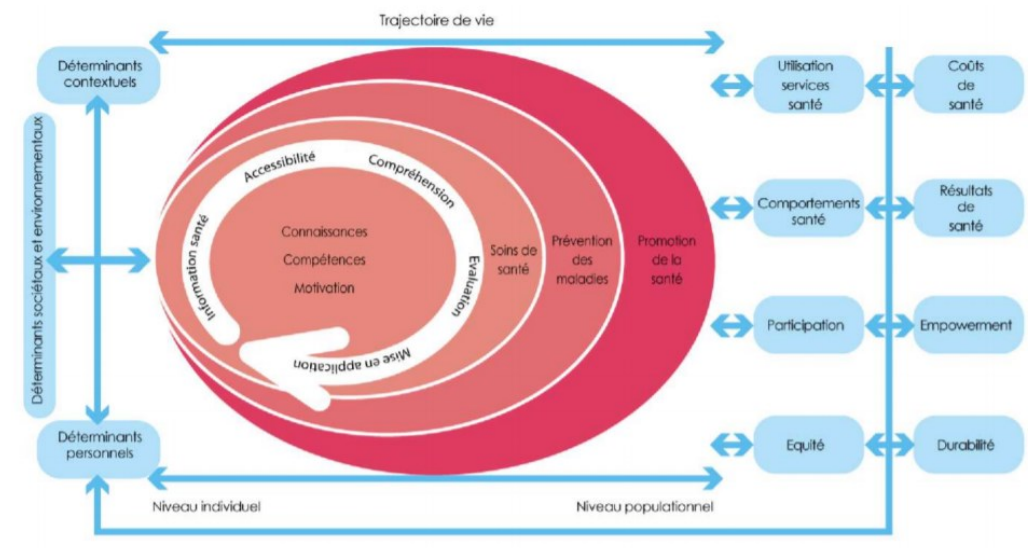 Trajectoire de vie
Déterminants
contextuels
Déterminants sociétaux et environnementaux
Déterminants
personnels
Information santé
Accessibilité
Compréhension
Evaluation
Mise en application
Connaissances
Compétences
Motivation
Soins de
santé
Prévention
des
maladies
Promotion
de la
santé
Utilisation
services
santé
Coûts
de
santé
Comportements
santé
Résultats
de
santé
Participation
Empowerment
Equité
Durabilité
Niveau individuel
Niveau populationnel